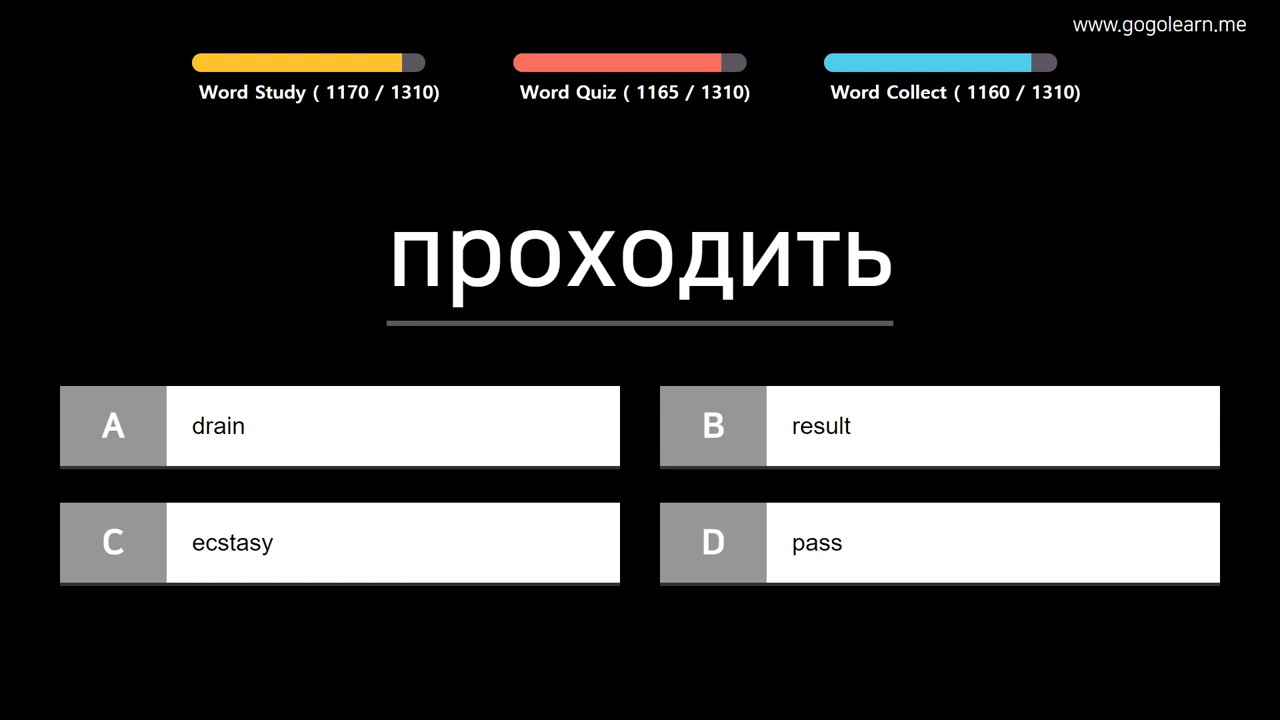 www.gogolearn.me
Word Study ( 1170 / 1310)
Word Quiz ( 1165 / 1310)
Word Collect ( 1160 / 1310)
проходить
A drain
B result
C ecstasy
D pass